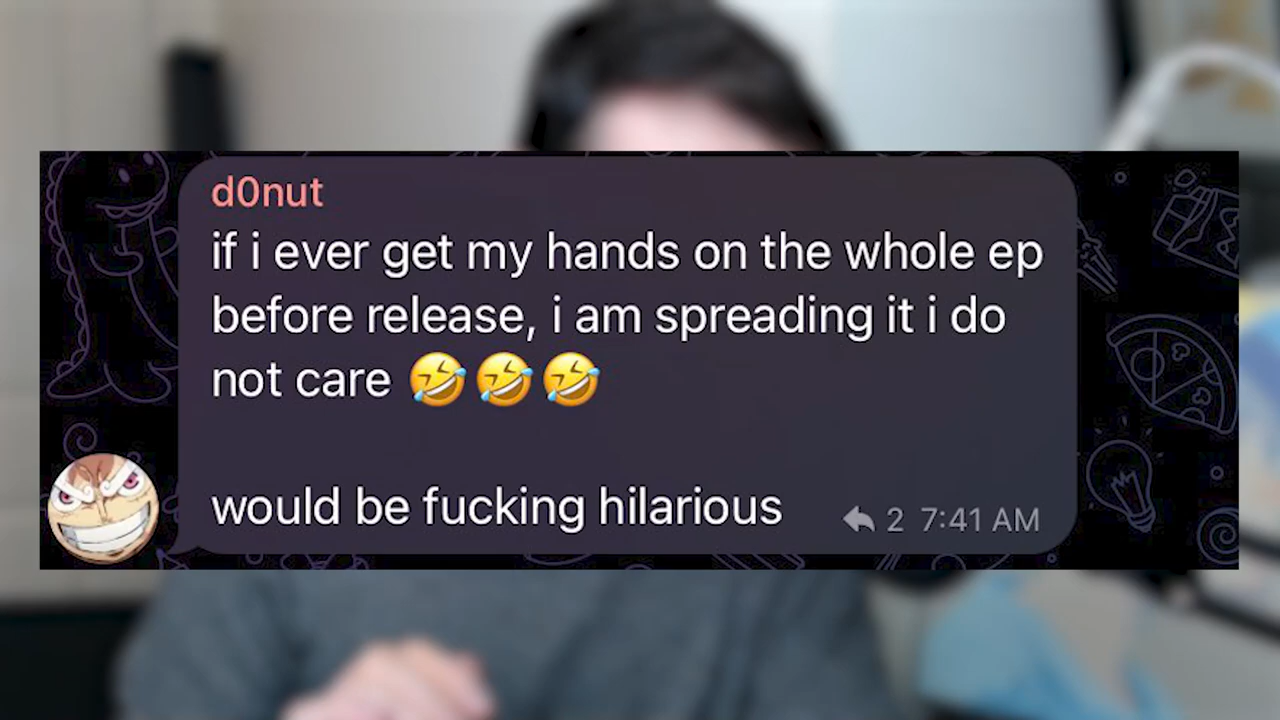 d0nut
if i ever get my hands on the whole ep
before release, i am spreading it i do
not care 🤣🤣🤣
would be fucking hilarious
2 7:41 AM